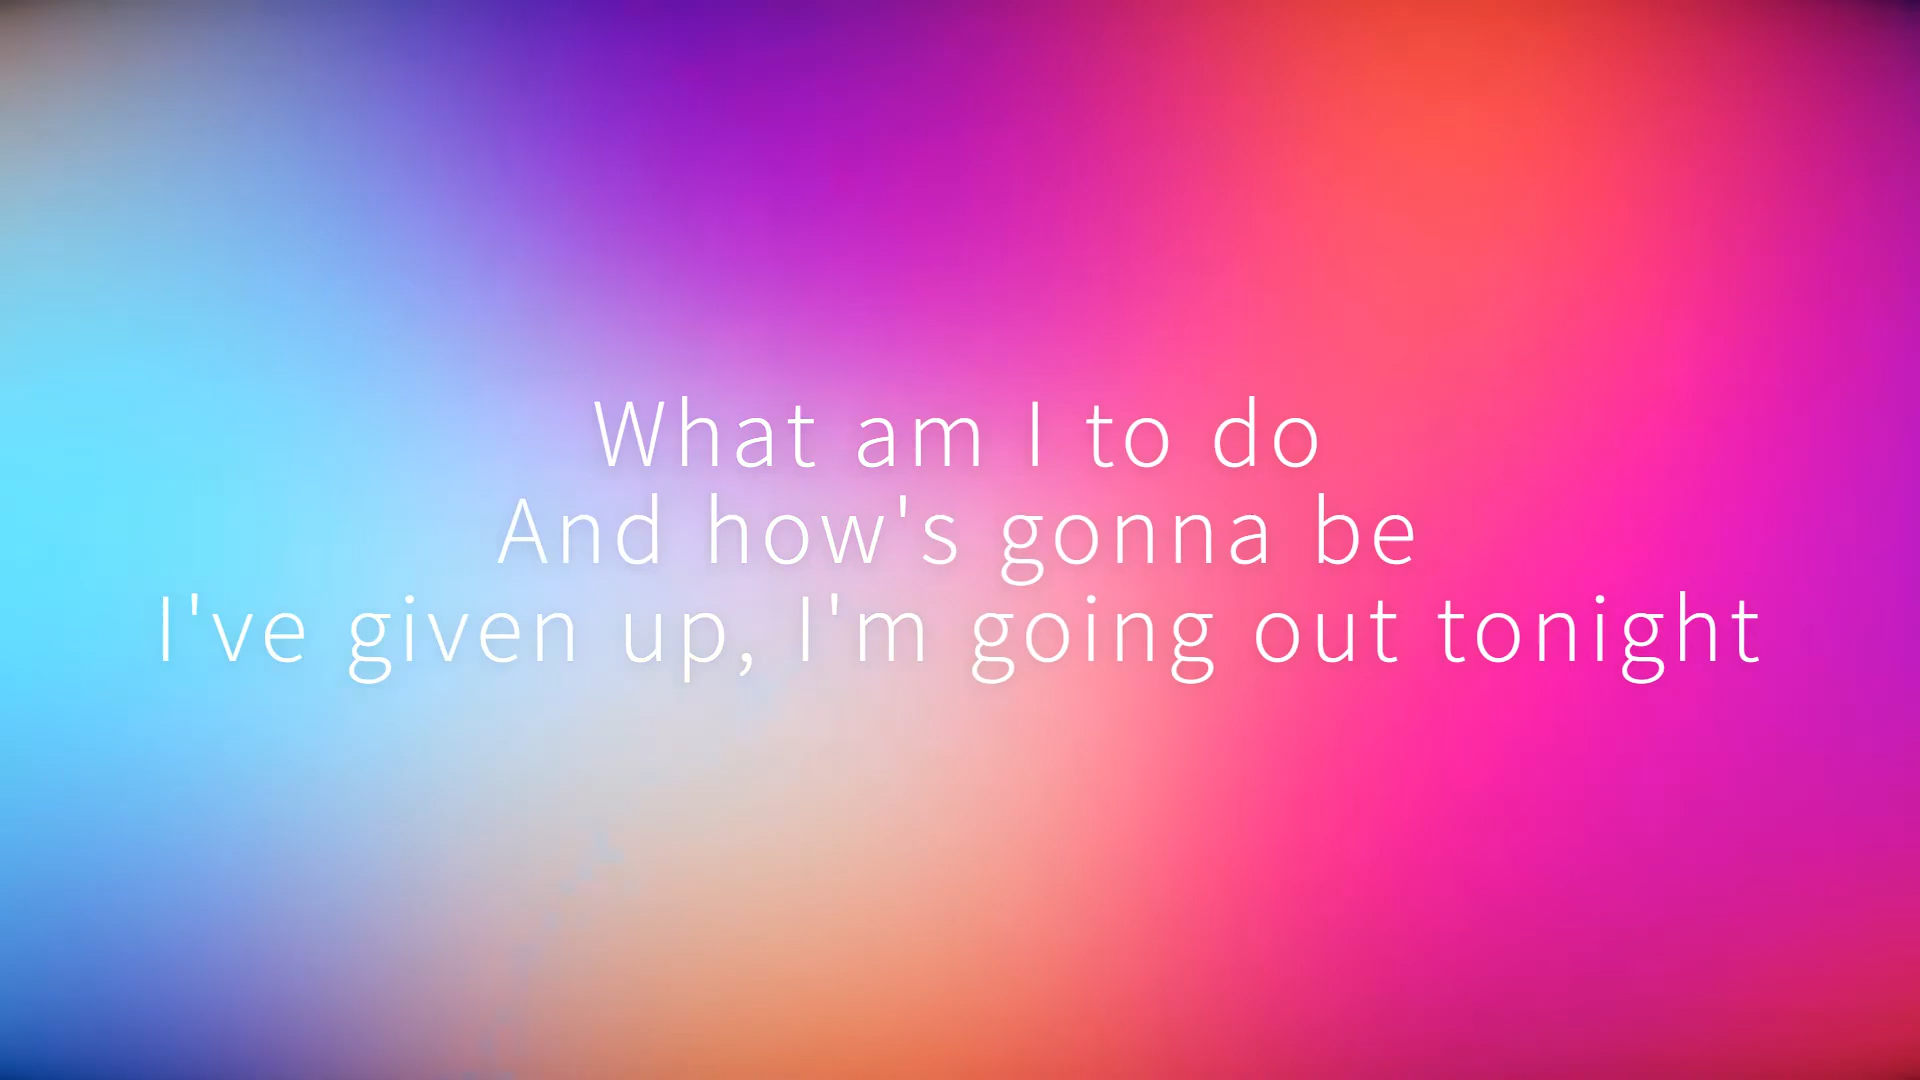 What am I to do
And how's gonna be
I've given up, I'm going out tonight